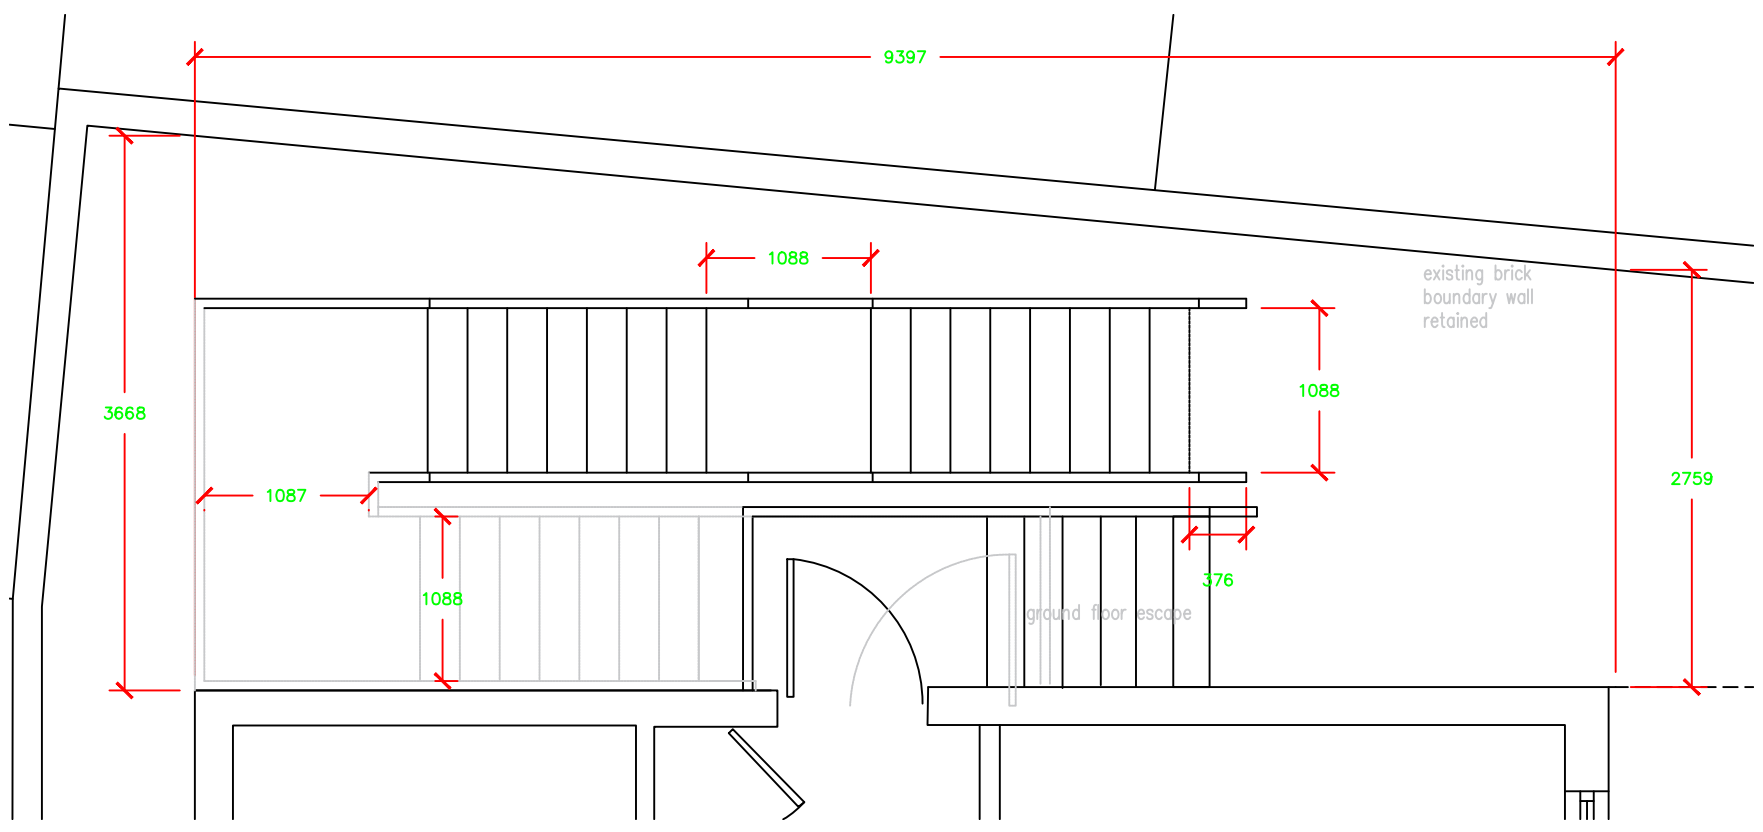 9397
1088
existing brick
boundary wall
retained
1088
3668
2759
1087
376
1088
ground floor escape